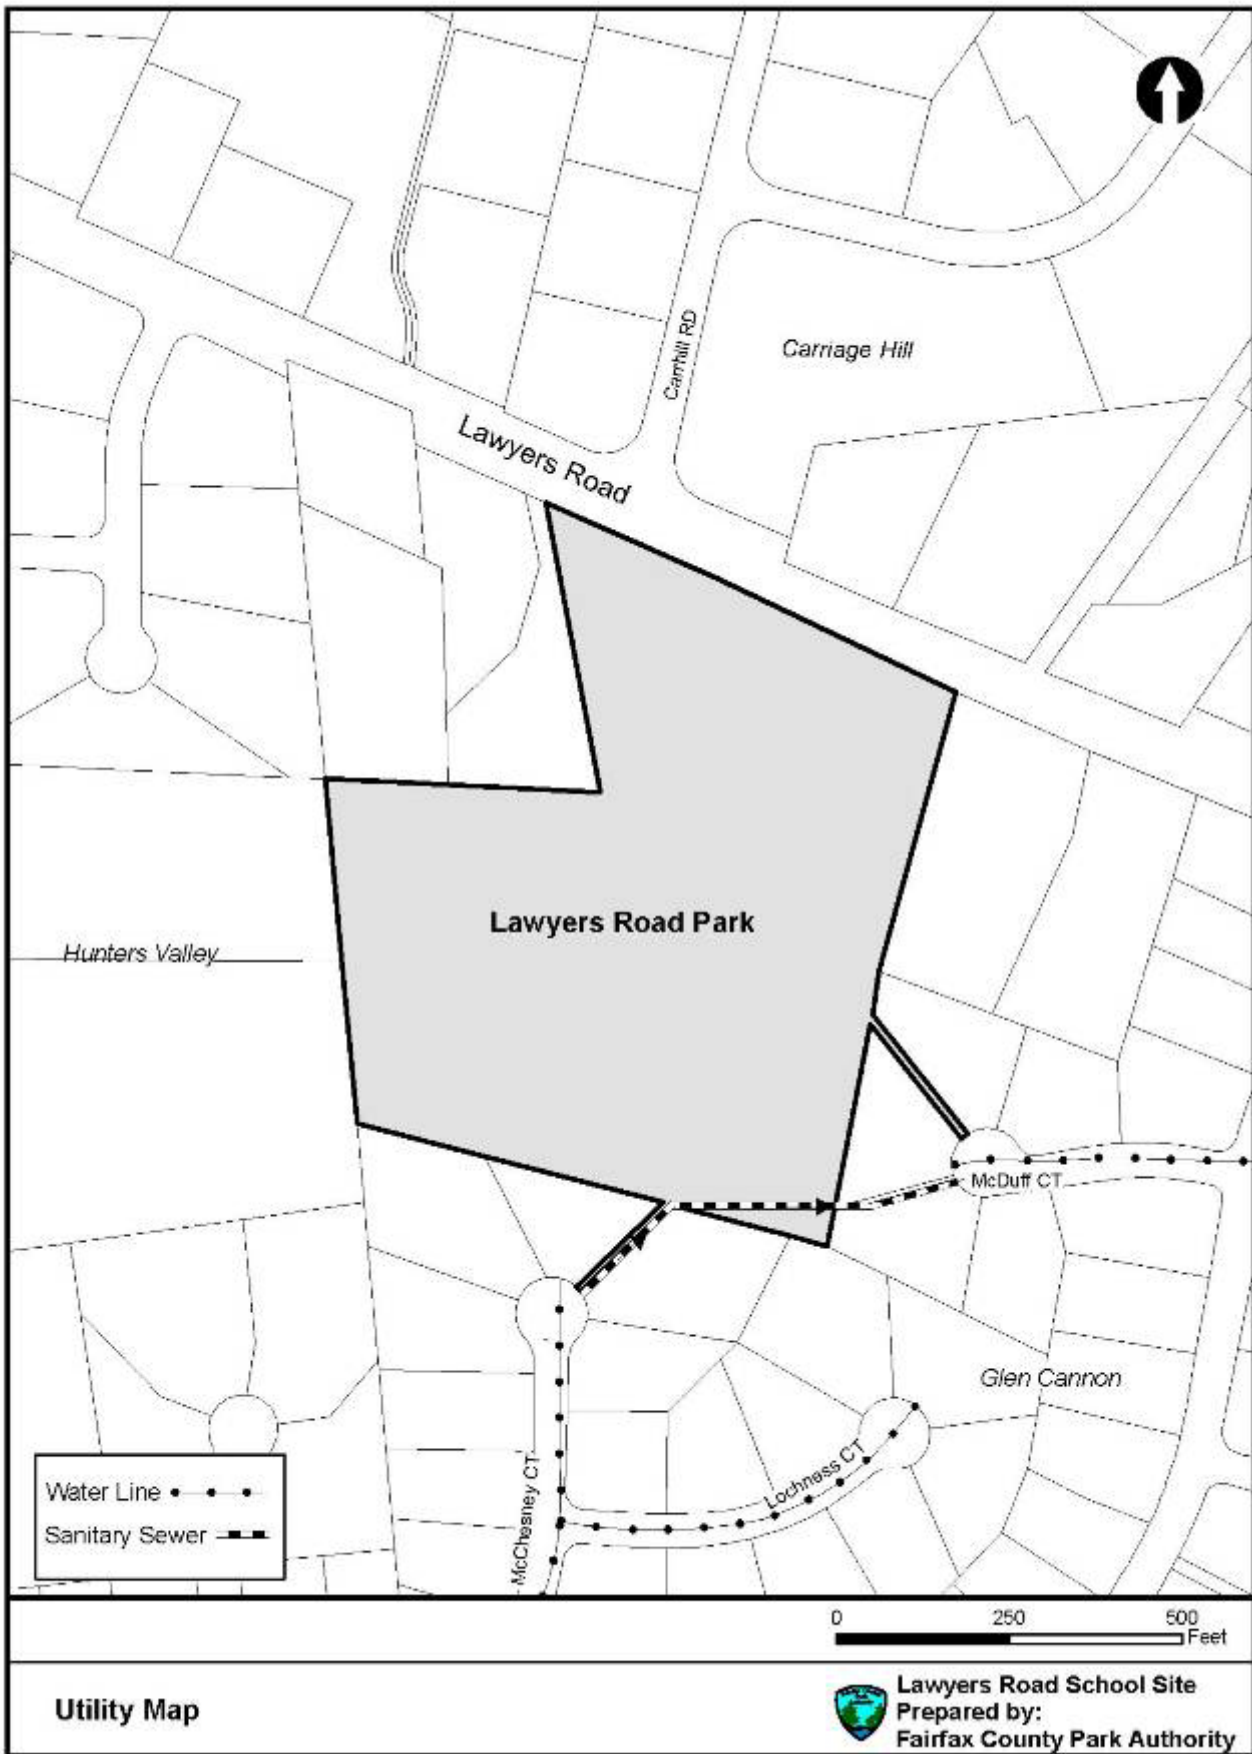 Carrhill RD
Carriage Hill
Lawyers Road
Lawyers Road Park
Hunters Valley
McDuff CT
Glen Cannon
Lochness CT
McChesney CT
Water Line
Sanitary Sewer
0 250 500
Feet
Utility Map
Lawyers Road School Site
Prepared by:
Fairfax County Park Authority